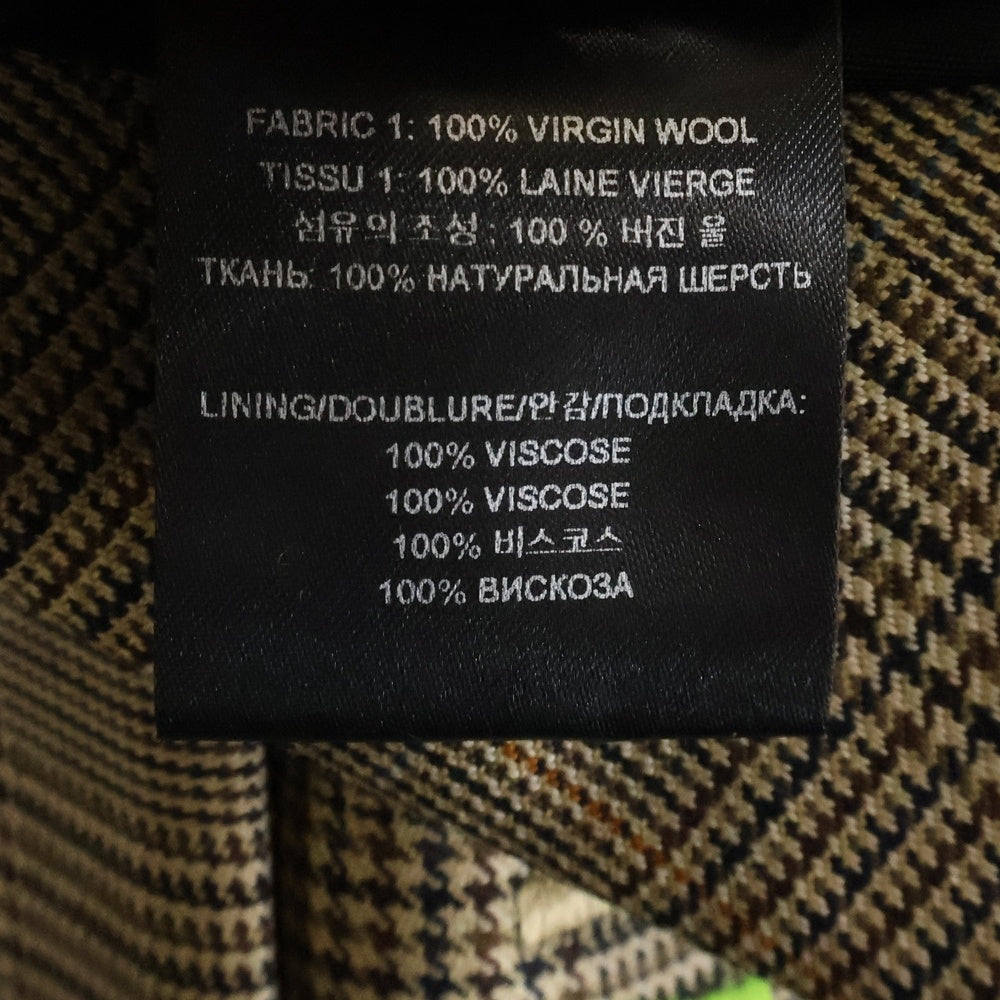 FABRIC 1: 100% VIRGIN WOOL
TISSU 1: 100% LAINE VIERGE
섬유의 조성 : 100 % 버진 울
ТКАНЬ: 100% НАТУРАЛЬНАЯ ШЕРСТЬ
LINING/DOUBLURE/안감/ПОДКЛАДКА:
100% VISCOSE
100% VISCOSE
100% 비스코스
100% ВИСКОЗА